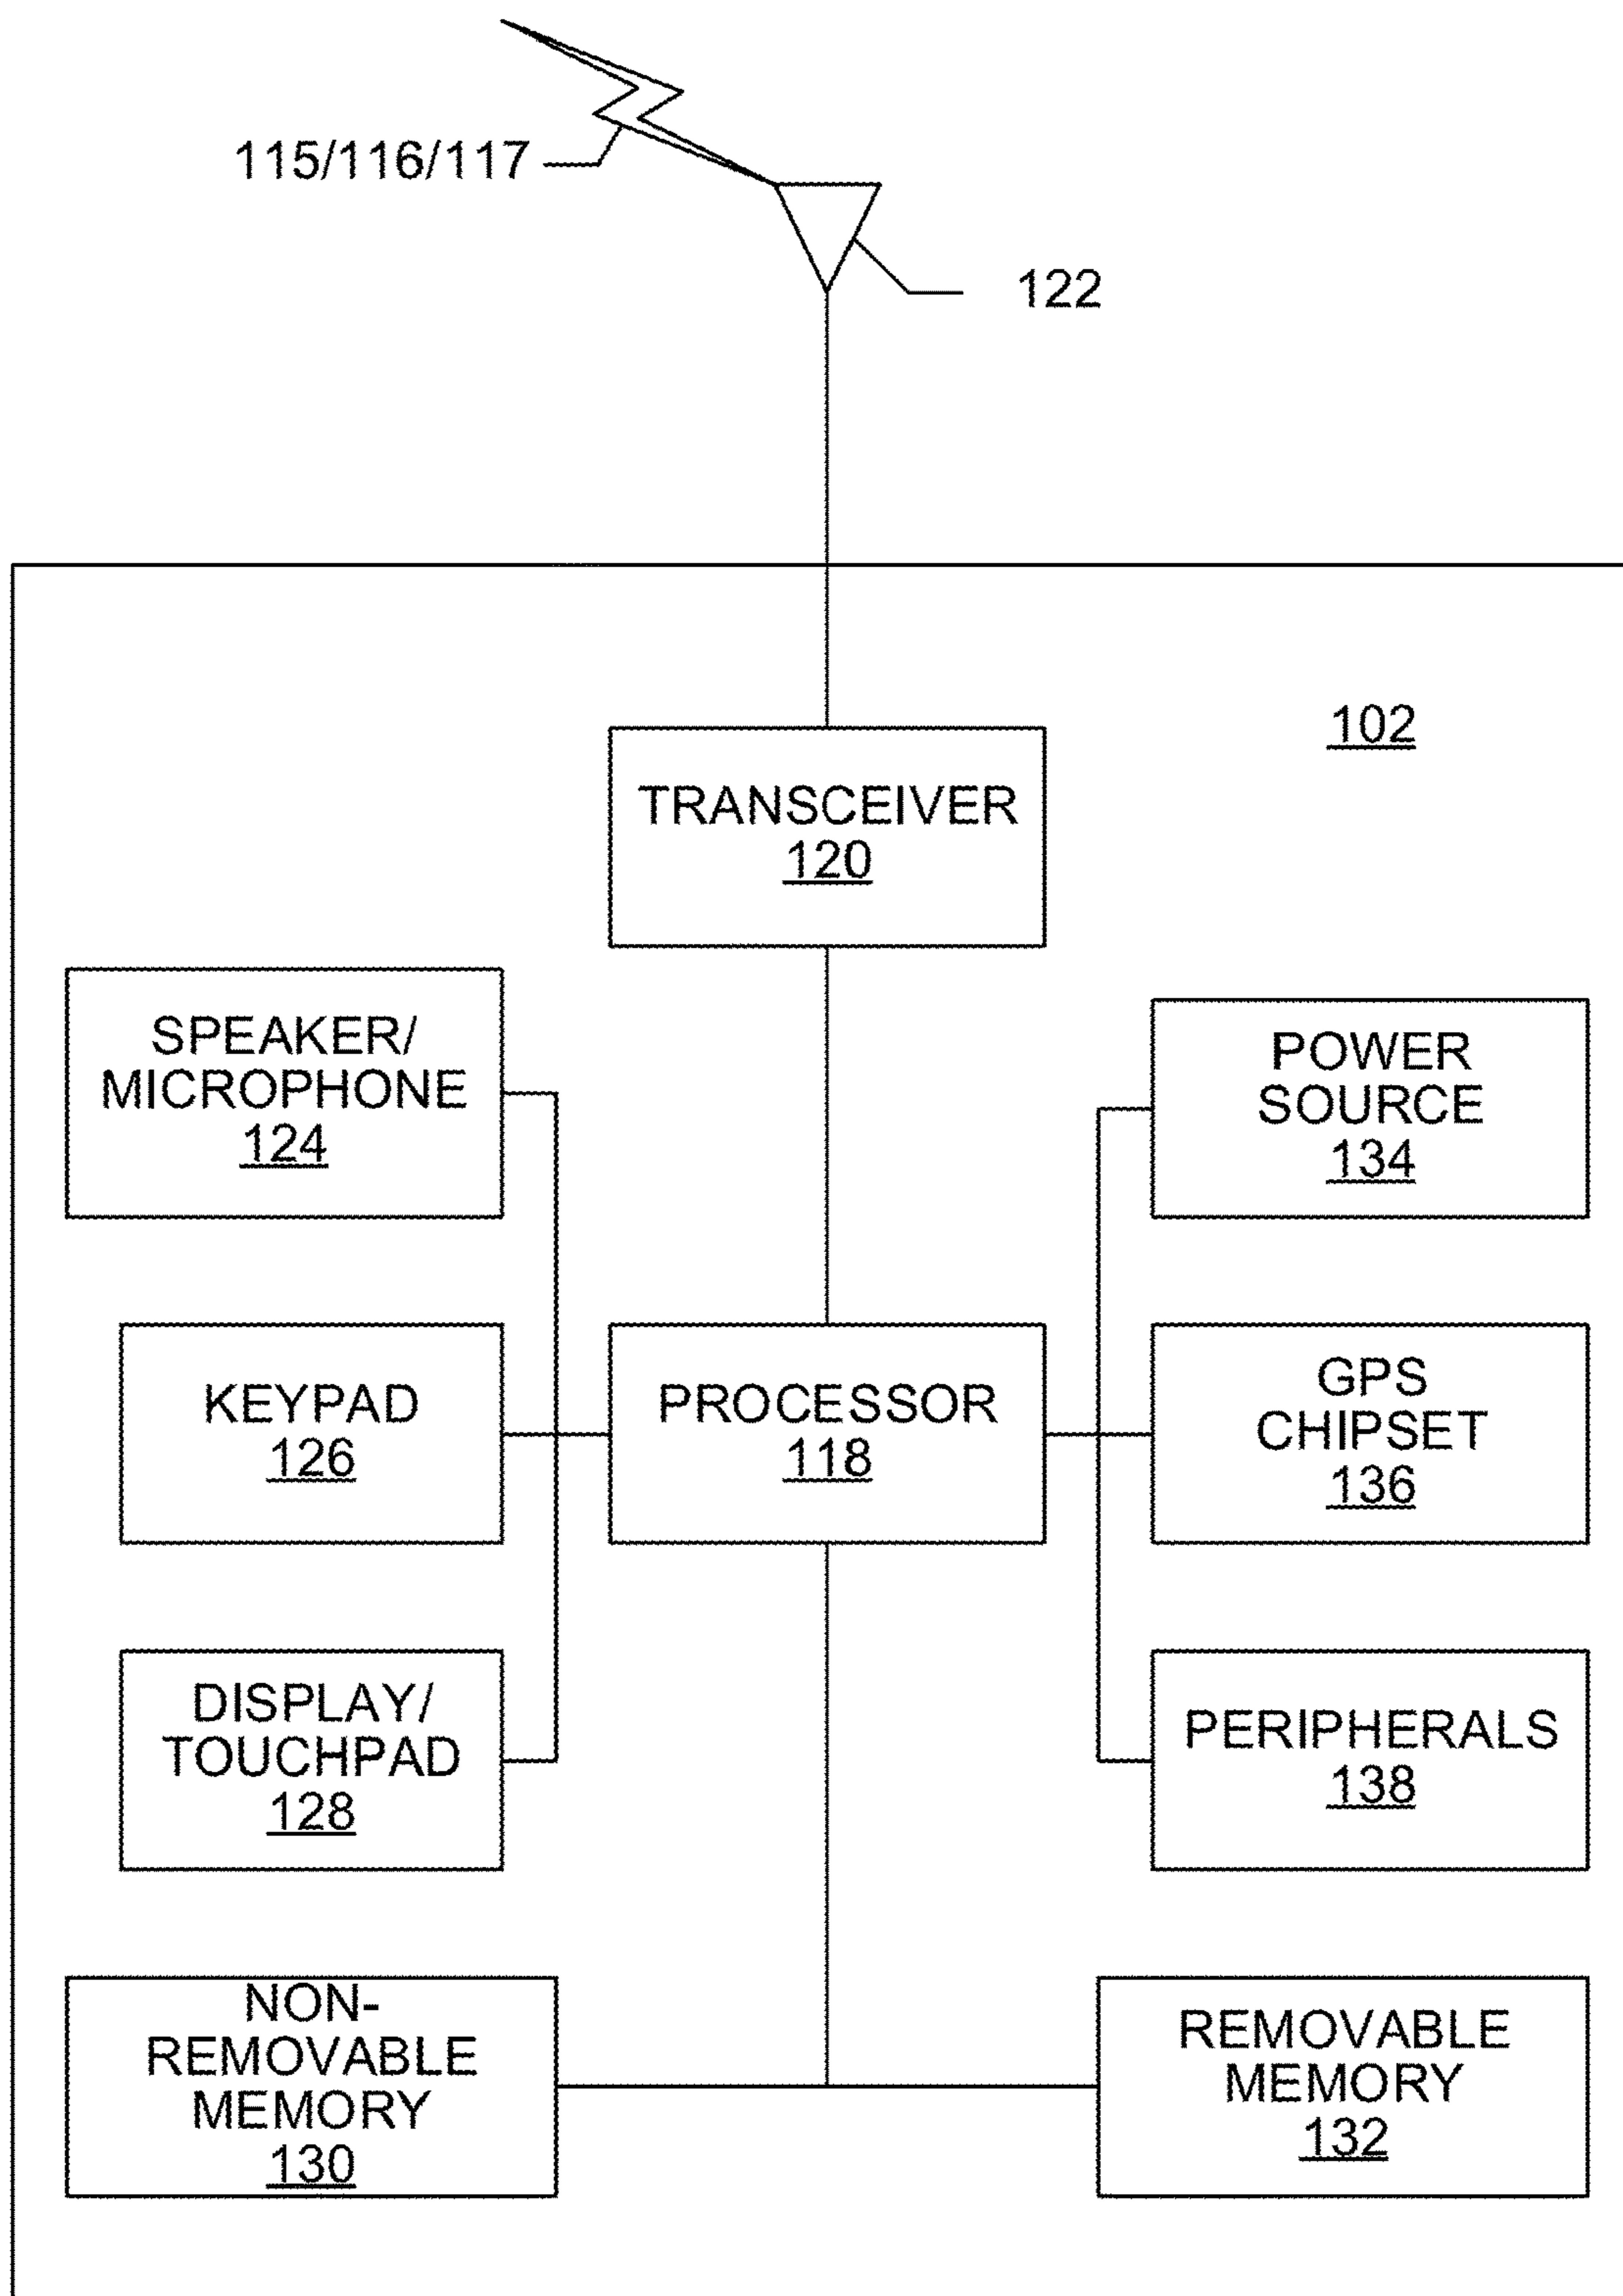 115/116/117
122
102
TRANSCEIVER
120
SPEAKER/
MICROPHONE
124
POWER
SOURCE
134
KEYPAD
126
PROCESSOR
118
GPS
CHIPSET
136
DISPLAY/
TOUCHPAD
128
PERIPHERALS
138
NON-
REMOVABLE
MEMORY
130
REMOVABLE
MEMORY
132